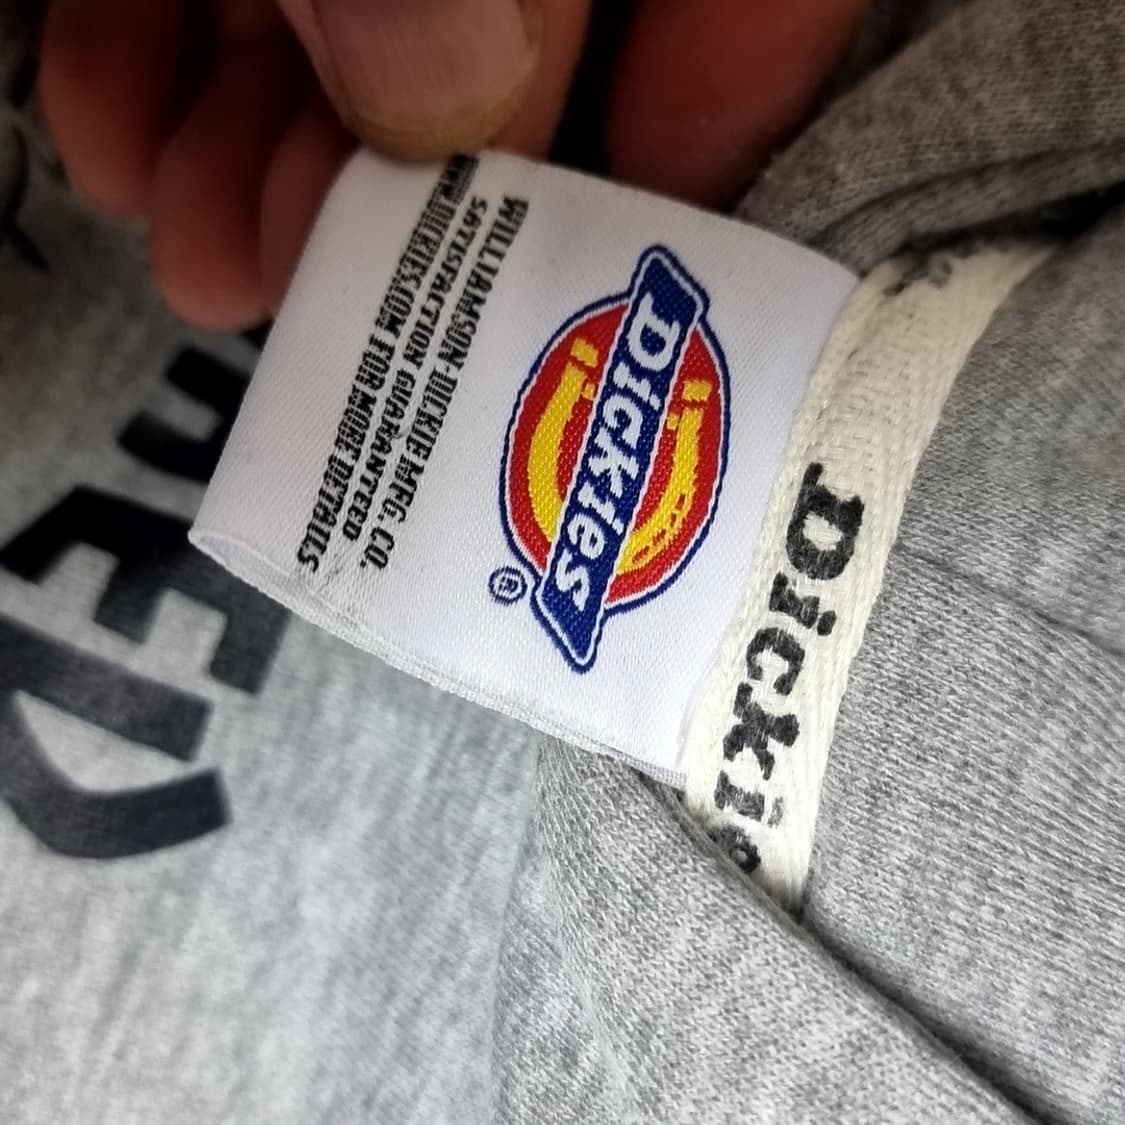 Dickies
®
WILLIAMSON-DICKIE MFG. CO.
SATISFACTION GUARANTEED
WWW.DICKIES.COM FOR MORE DETAILS
Dickie